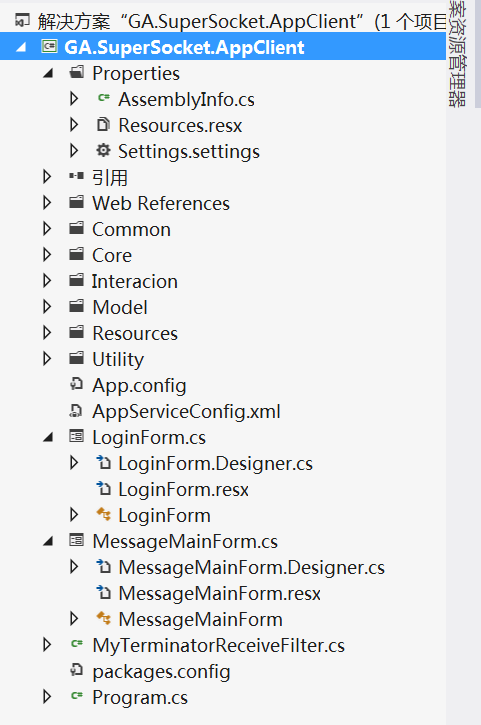 解决方案“GA.SuperSocket.AppClient”(1 个项目
GA.SuperSocket.AppClient
Properties
AssemblyInfo.cs
Resources.resx
Settings.settings
引用
Web References
Common
Core
Interacion
Model
Resources
Utility
App.config
AppServiceConfig.xml
LoginForm.cs
LoginForm.Designer.cs
LoginForm.resx
LoginForm
MessageMainForm.cs
MessageMainForm.Designer.cs
MessageMainForm.resx
MessageMainForm
MyTerminatorReceiveFilter.cs
packages.config
Program.cs
案资源管理器